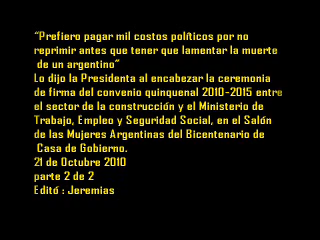 “Prefiero pagar mil costos políticos por no
reprimir antes que tener que lamentar la muerte
de un argentino”
Lo dijo la Presidenta al encabezar la ceremonia
de firma del convenio quinquenal 2010-2015 entre
el sector de la construcción y el Ministerio de
Trabajo, Empleo y Seguridad Social, en el Salón
de las Mujeres Argentinas del Bicentenario de
Casa de Gobierno.
21 de Octubre 2010
parte 2 de 2
Editó : Jeremias